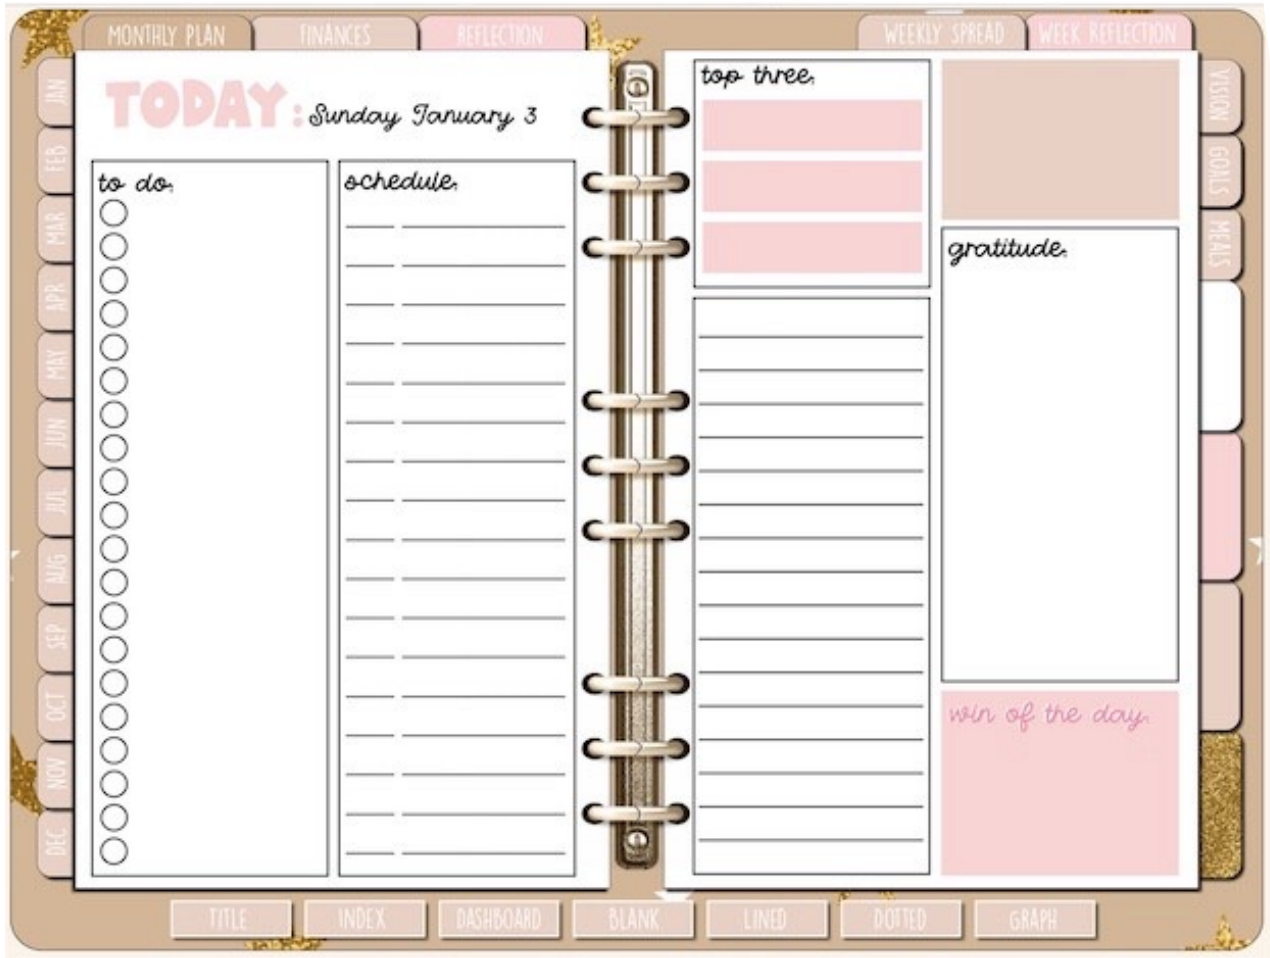 MONTHLY PLAN
FINANCES
REFLECTION
WEEKLY SPREAD
WEEK REFLECTION
TODAY: Sunday January 3
to do:
schedule:
top three:
gratitude:
win of the day:
JAN
FEB
MAR
APR
MAY
JUN
JUL
AUG
SEP
OCT
NOV
DEC
VISION
GOALS
MEALS
TITLE
INDEX
DASHBOARD
BLANK
LINED
DOTTED
GRAPH